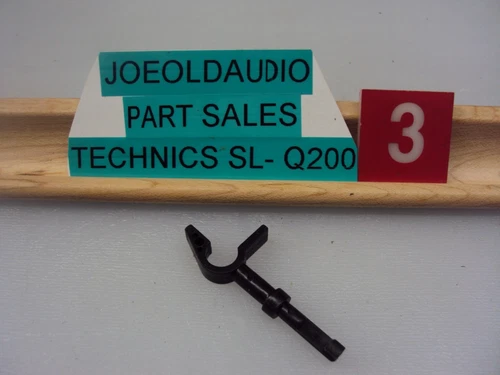 JOEOLDAUDIO
PART SALES
TECHNICS SL- Q200
3